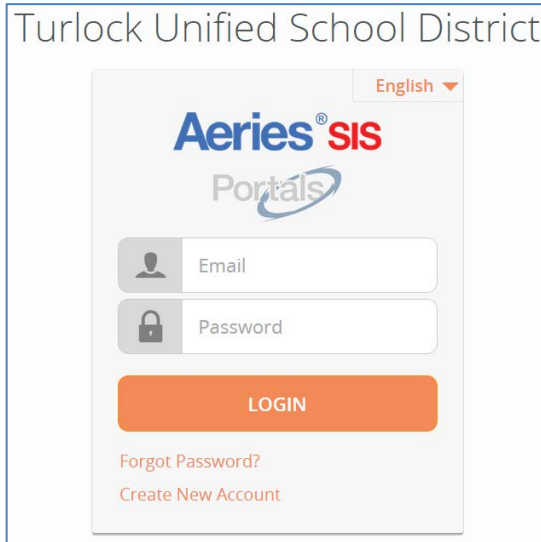 Turlock Unified School District
English
Aeries® SIS
Portals
Email
Password
LOGIN
Forgot Password?
Create New Account